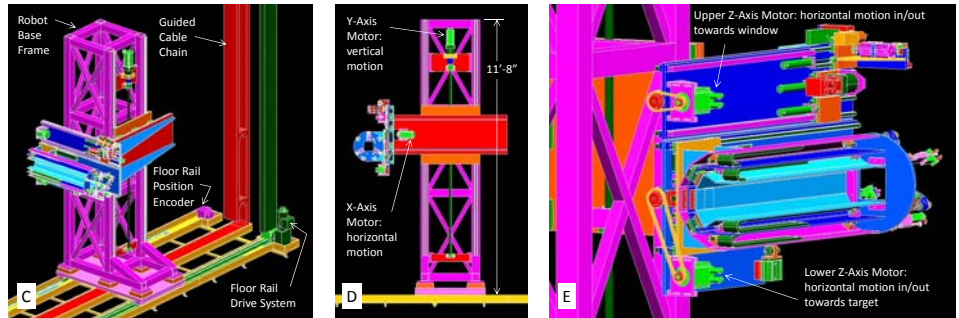 Robot
Base
Frame
Guided
Cable
Chain
Floor Rail
Position
Encoder
Floor Rail
Drive System
C
Y-Axis
Motor:
vertical
motion
11’-8”
X-Axis
Motor:
horizontal
motion
D
Upper Z-Axis Motor: horizontal motion in/out
towards window
Lower Z-Axis Motor:
horizontal motion in/out
towards target
E